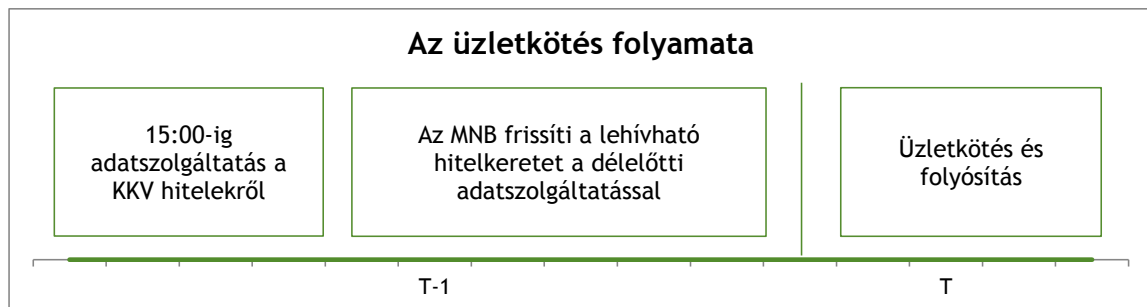 Az üzletkötés folyamata
15:00-ig
adatszolgáltatás a
KKV hitelekről
Az MNB frissíti a lehívható
hitelkeretet a délelőtti
adatszolgáltatással
Üzletkötés és
folyósítás
T-1
T